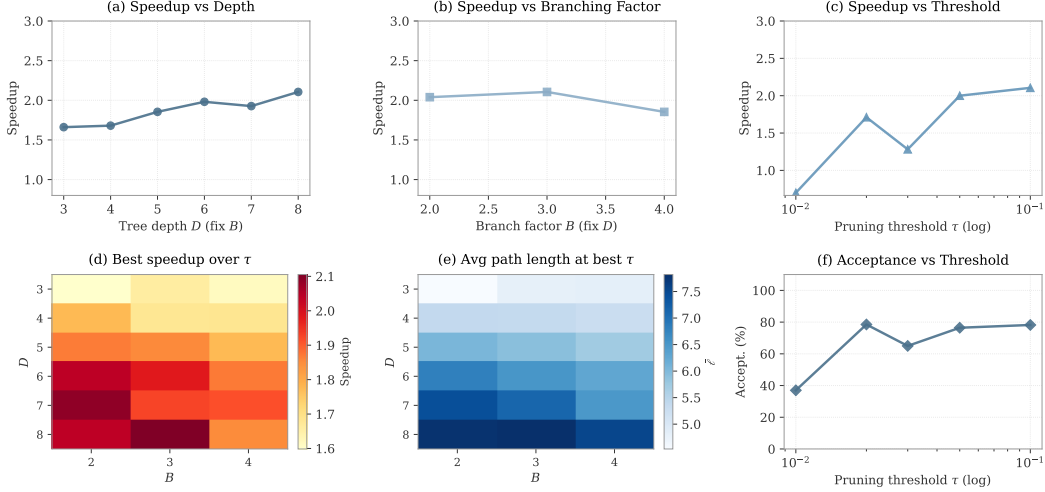 (a) Speedup vs Depth
3.0
2.5
2.0
1.5
1.0
Speedup
3 4 5 6 7 8
Tree depth D (fix B)
(b) Speedup vs Branching Factor
3.0
2.5
2.0
1.5
1.0
Speedup
2.0 2.5 3.0 3.5 4.0
Branch factor B (fix D)
(c) Speedup vs Threshold
3.0
2.5
2.0
1.5
1.0
Speedup
10⁻² 10⁻¹
Pruning threshold τ (log)
(d) Best speedup over τ
3
4
5
6
7
8
D
2 3 4
B
2.1
2.0
1.9
1.8
1.7
1.6
Speedup
(e) Avg path length at best τ
3
4
5
6
7
8
D
2 3 4
B
7.5
7.0
6.5
6.0
5.5
5.0
ℓ̄
(f) Acceptance vs Threshold
100
80
60
40
20
0
Accept. (%)
10⁻² 10⁻¹
Pruning threshold τ (log)